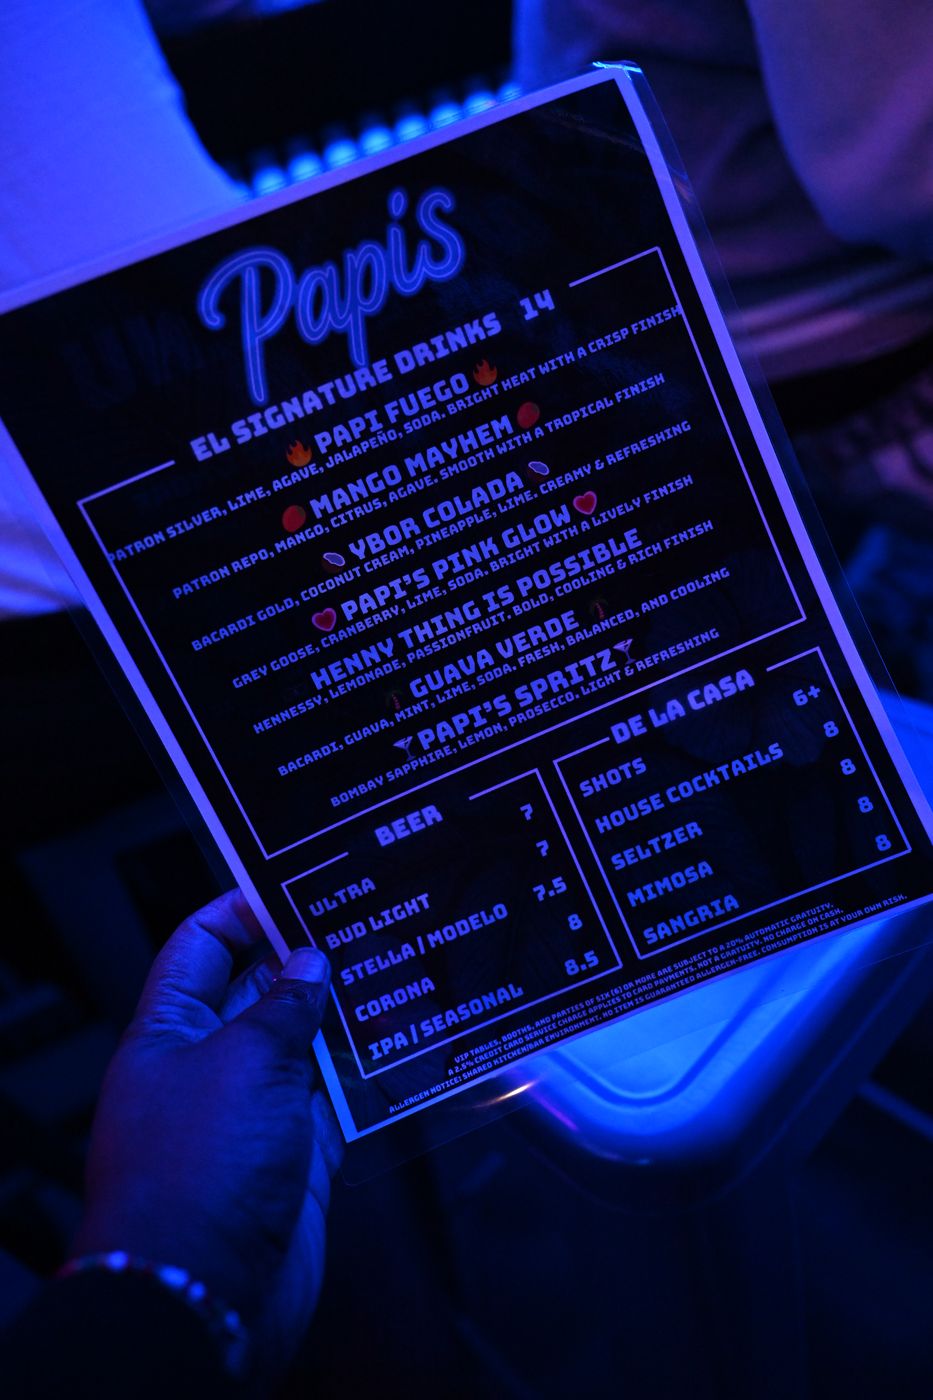 Papis
EL SIGNATURE DRINKS 14
🔥 PAPI FUEGO 🔥
PATRON SILVER, LIME, AGAVE, JALAPEÑO, SODA. BRIGHT HEAT WITH A CRISP FINISH
MANGO MAYHEM
PATRON REPO, MANGO, CITRUS, AGAVE. SMOOTH WITH A TROPICAL FINISH
YBOR COLADA
BACARDI GOLD, COCONUT CREAM, PINEAPPLE, LIME. CREAMY & REFRESHING
PAPI'S PINK GLOW
GREY GOOSE, CRANBERRY, LIME, SODA. BRIGHT WITH A LIVELY FINISH
HENNY THING IS POSSIBLE
HENNESSY, LEMONADE, PASSIONFRUIT. BOLD, COOLING & RICH FINISH
GUAVA VERDE
BACARDI, GUAVA, MINT, LIME, SODA. FRESH, BALANCED, AND COOLING
PAPI'S SPRITZ
BOMBAY SAPPHIRE, LEMON, PROSECCO. LIGHT & REFRESHING
BEER
ULTRA 7
BUD LIGHT 7
STELLA / MODELO 7.5
CORONA 8
IPA / SEASONAL 8.5
DE LA CASA
SHOTS 6+
HOUSE COCKTAILS 8
SELTZER 8
MIMOSA 8
SANGRIA 8
VIP TABLES, BOOTHS, AND PARTIES OF SIX (6) OR MORE ARE SUBJECT TO A 20% AUTOMATIC GRATUITY.
A 2.5% CREDIT CARD SERVICE CHARGE APPLIES TO CARD PAYMENTS. NOT A GRATUITY. NO CHARGE ON CASH.
ALLERGEN NOTICE: SHARED KITCHEN/BAR ENVIRONMENT. NO ITEM IS GUARANTEED ALLERGEN-FREE. CONSUMPTION IS AT YOUR OWN RISK.